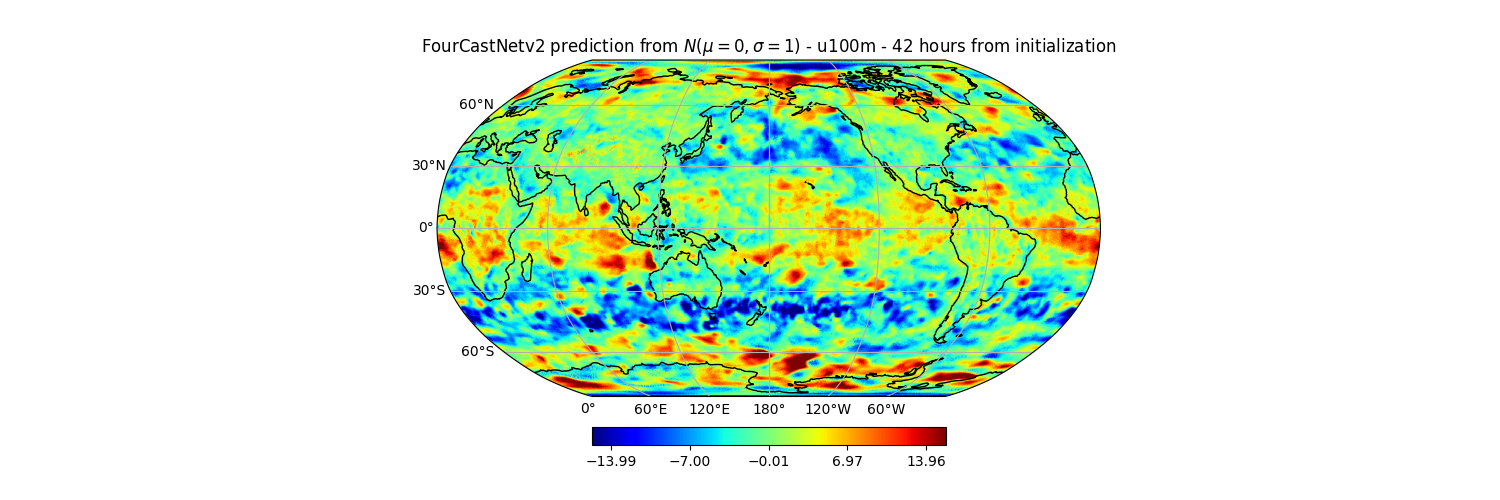 FourCastNetv2 prediction from N(μ = 0, σ = 1) - u100m - 42 hours from initialization
60°N
30°N
0°
30°S
60°S
0° 60°E 120°E 180° 120°W 60°W
−13.99 −7.00 −0.01 6.97 13.96